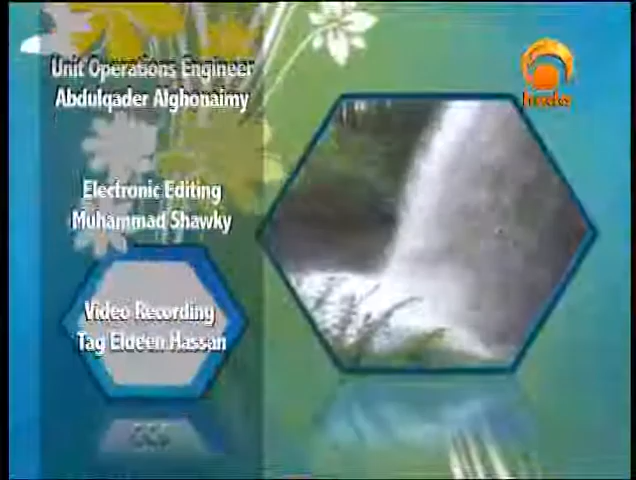 Unit Operations Engineer
Abdulqader Alghonaimy
Electronic Editing
Muhammad Shawky
Video Recording
Tag Eldeen Hassan
huda